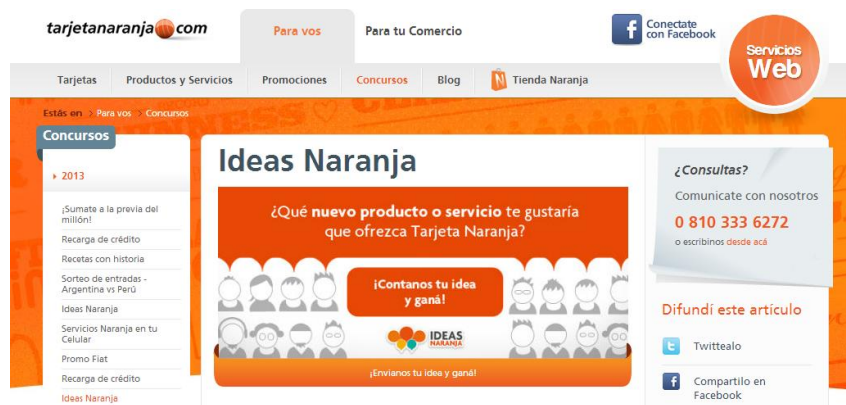 tarjetanaranja.com
Para vos
Para tu Comercio
f Conectate
con Facebook
Servicios
Web
Tarjetas
Productos y Servicios
Promociones
Concursos
Blog
N Tienda Naranja
Estás en > Para vos > Concursos
Concursos
2013
¡Sumate a la previa del
millón!
Recarga de crédito
Recetas con historia
Sorteo de entradas -
Argentina vs Perú
Ideas Naranja
Servicios Naranja en tu
Celular
Promo Fiat
Recarga de crédito
Ideas Naranja
Ideas Naranja
¿Qué nuevo producto o servicio te gustaría
que ofrezca Tarjeta Naranja?
¡Contanos tu idea
y ganá!
IDEAS
NARANJA
¡Envianos tu idea y ganá!
¿Consultas?
Comunicate con nosotros
0 810 333 6272
o escribinos desde acá
Difundí este artículo
t Twittealo
f Compartilo en
Facebook